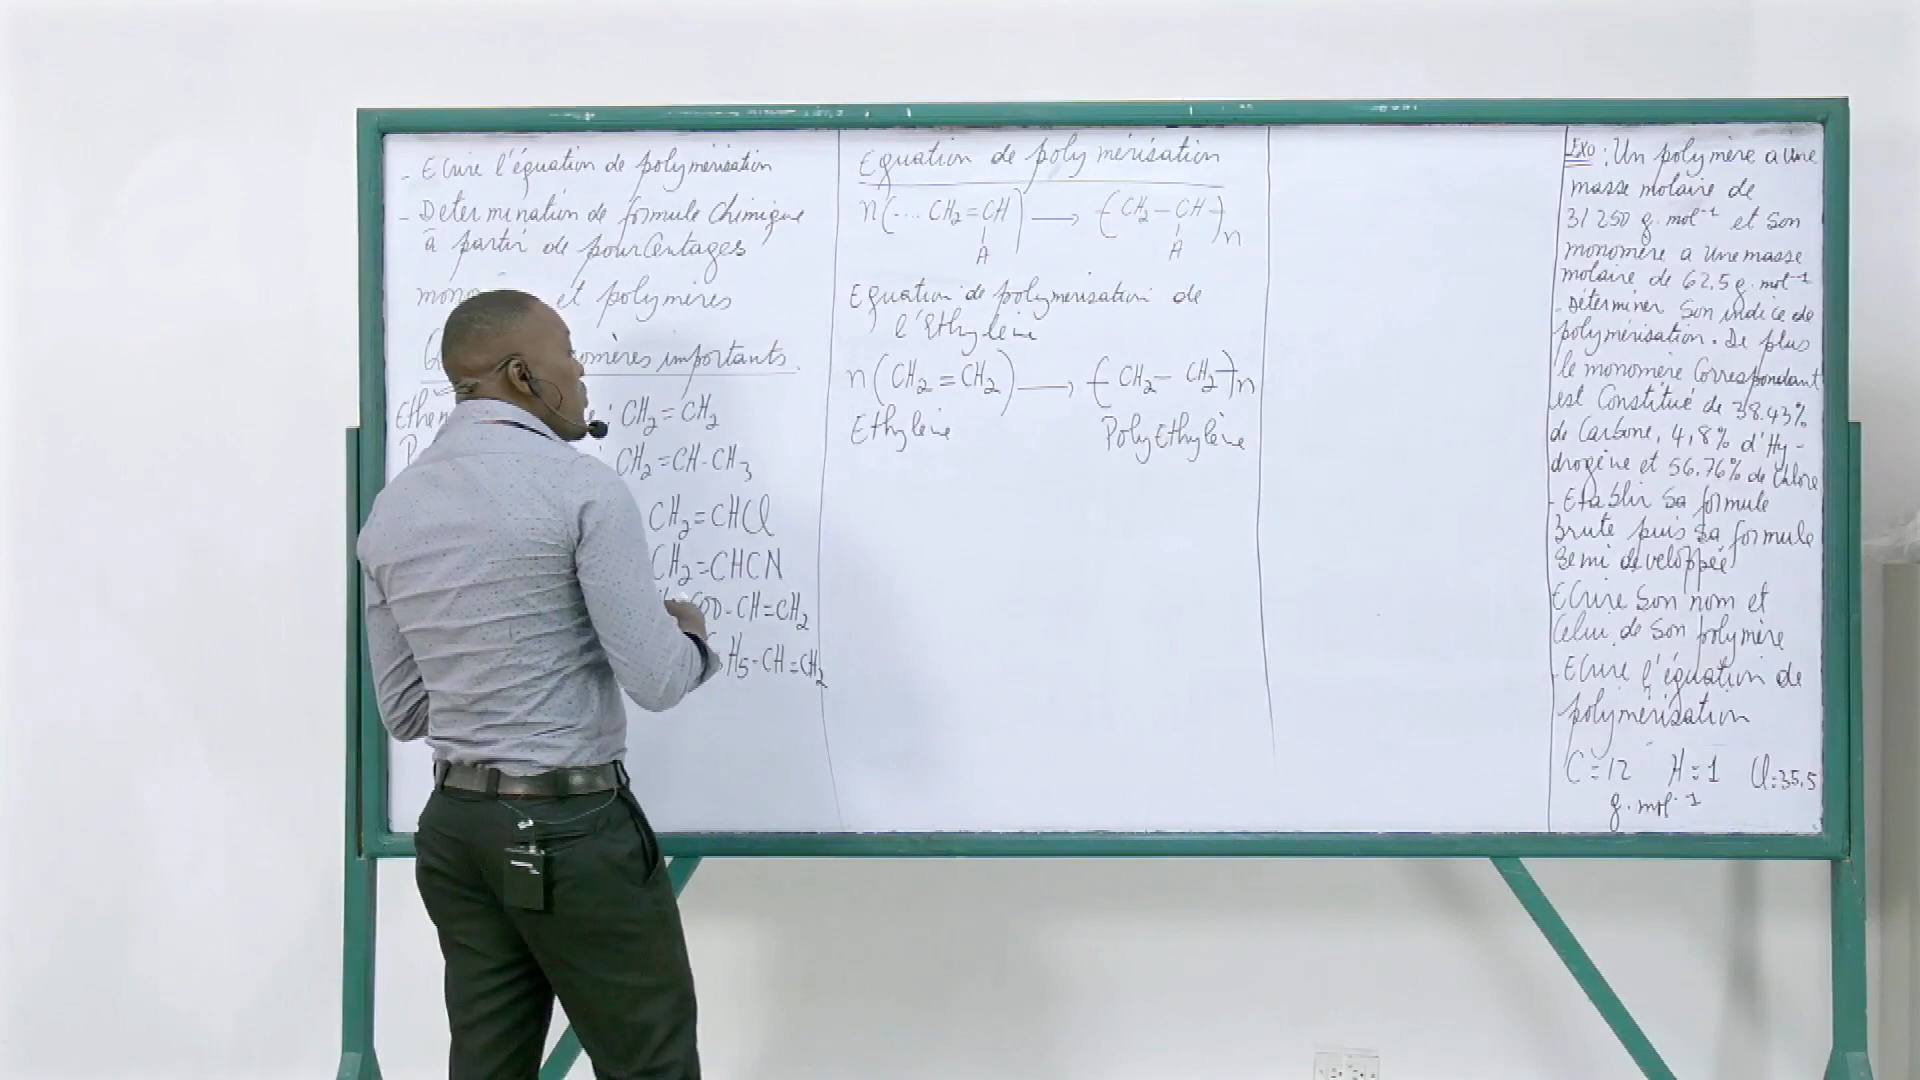 - Ecrire l'équation de polymérisation
- Détermination de formule chimique
à partir de pourcentages
et polymères
importants.
CH2 = CH2
CH2 = CH-CH3
CH2 = CHCl
CH2 = CHCN
-CH=CH2
H5-CH=CH2
Equation de polymérisation
n(... CH2 = CH) → (-CH2-CH-)n
A A
Equation de polymerisation de
l'Ethylène
n(CH2 = CH2) → (-CH2 - CH2-)n
Ethylène PolyEthylène
Exo : Un polymère a une
masse molaire de
31250 g.mol-1 et son
monomère a une masse
molaire de 62,5 g.mol-1
- Déterminer son indice de
polymérisation. De plus
le monomère Correspondant
est Constitué de 38.43%
de Carbone, 4,8% d'Hy-
drogène et 56.76% de Chlore
- Etablir sa formule
Brute puis sa formule
semi developpée
Ecrire son nom et
Celui de son polymère
- Ecrire l'équation de
polymérisation
C = 12 H = 1 Cl = 35.5
g.mol-1